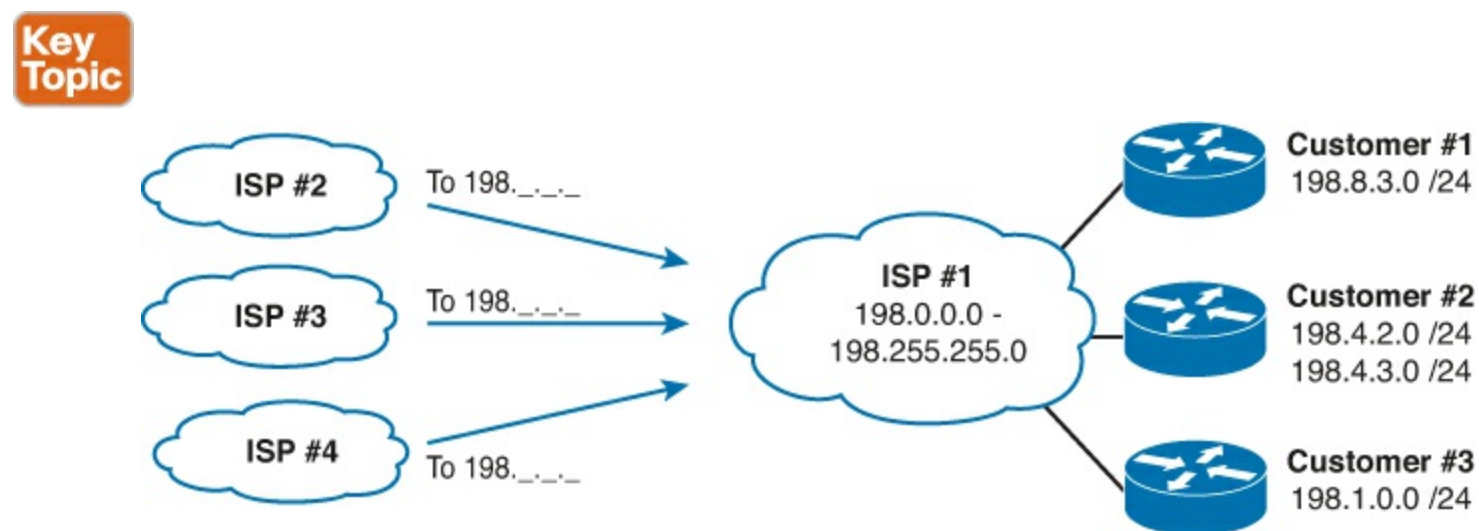 Key
Topic
ISP #2
To 198._._._
ISP #3
To 198._._._
ISP #4
To 198._._._
ISP #1
198.0.0.0 -
198.255.255.0
Customer #1
198.8.3.0 /24
Customer #2
198.4.2.0 /24
198.4.3.0 /24
Customer #3
198.1.0.0 /24